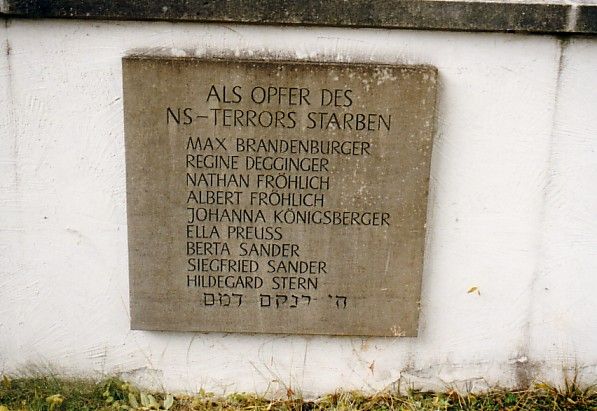 ALS OPFER DES
NS-TERRORS STARBEN
MAX BRANDENBURGER
REGINE DEGGINGER
NATHAN FRÖHLICH
ALBERT FRÖHLICH
JOHANNA KÖNIGSBERGER
ELLA PREUSS
BERTA SANDER
SIEGFRIED SANDER
HILDEGARD STERN
ה׳ ינקם דמם